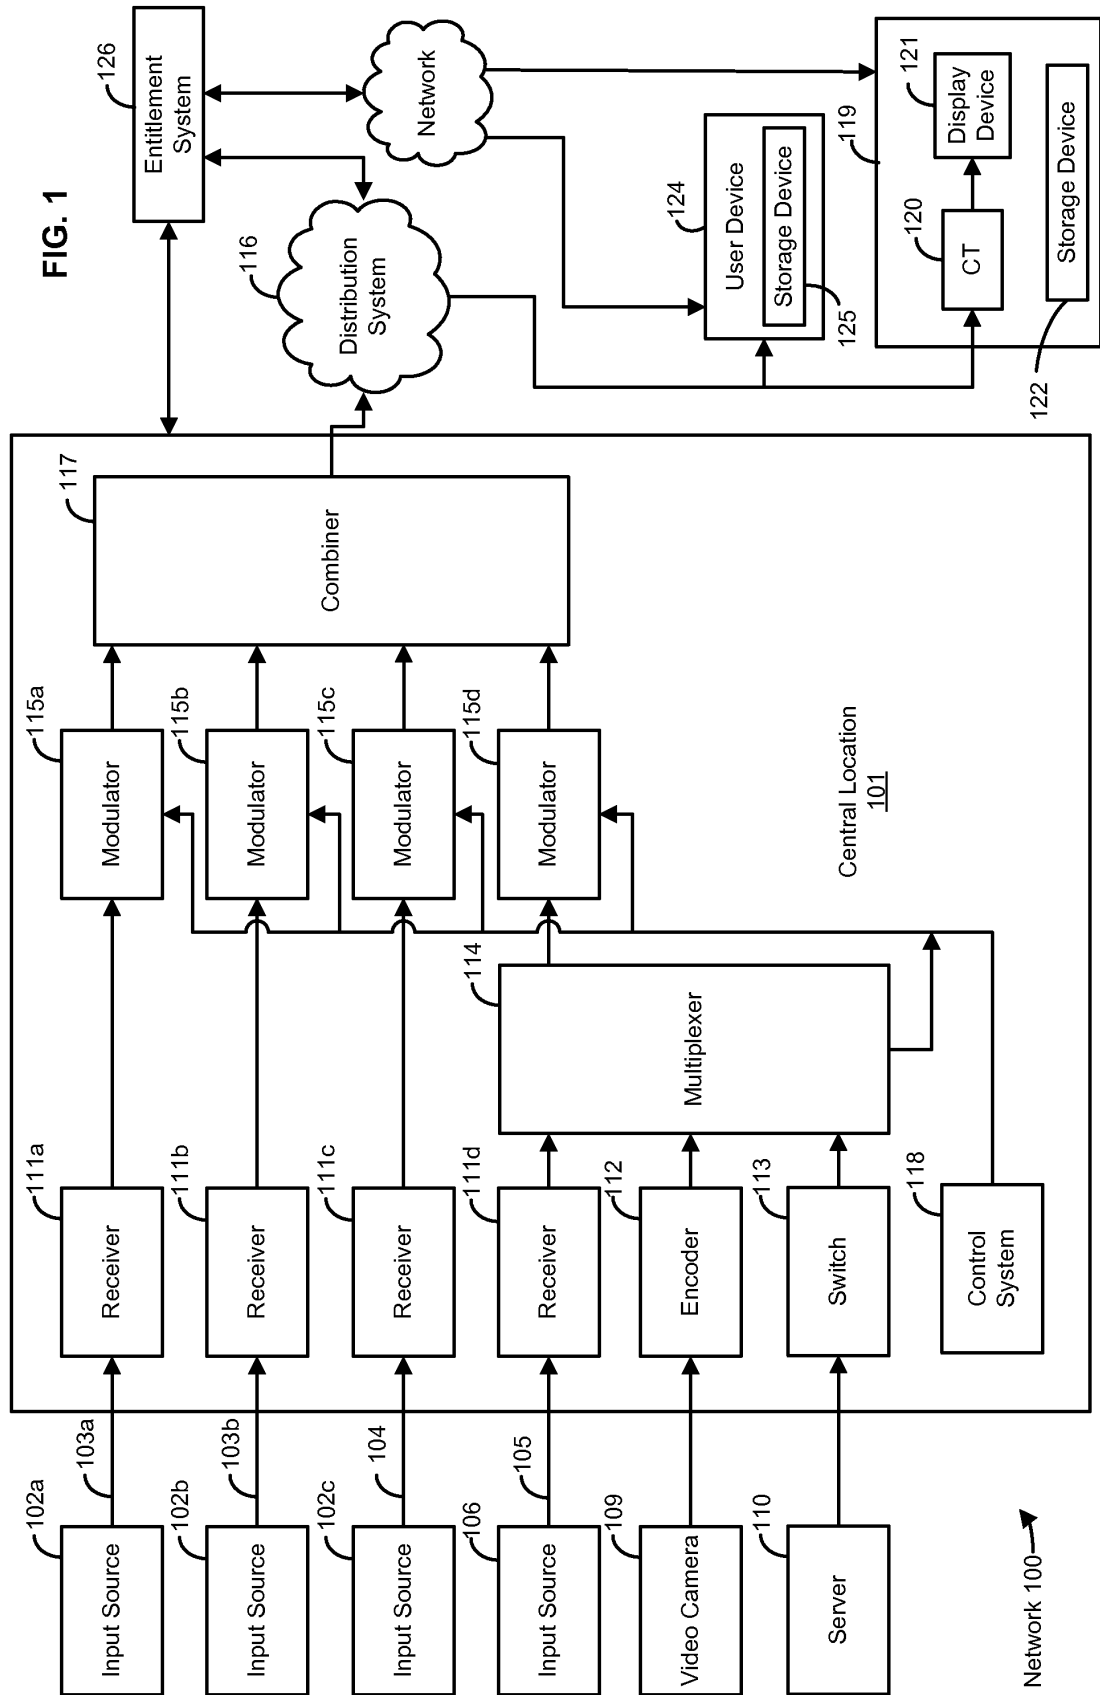 FIG. 1
102a
Input Source
103a
111a
Receiver
115a
Modulator
102b
Input Source
103b
111b
Receiver
115b
Modulator
102c
Input Source
104
111c
Receiver
115c
Modulator
106
Input Source
105
111d
Receiver
115d
Modulator
109
Video Camera
112
Encoder
110
Server
113
Switch
114
Multiplexer
118
Control
System
117
Combiner
Central Location
101
116
Distribution
System
126
Entitlement
System
Network
124
User Device
Storage Device
125
119
120
CT
121
Display
Device
122
Storage Device
Network 100